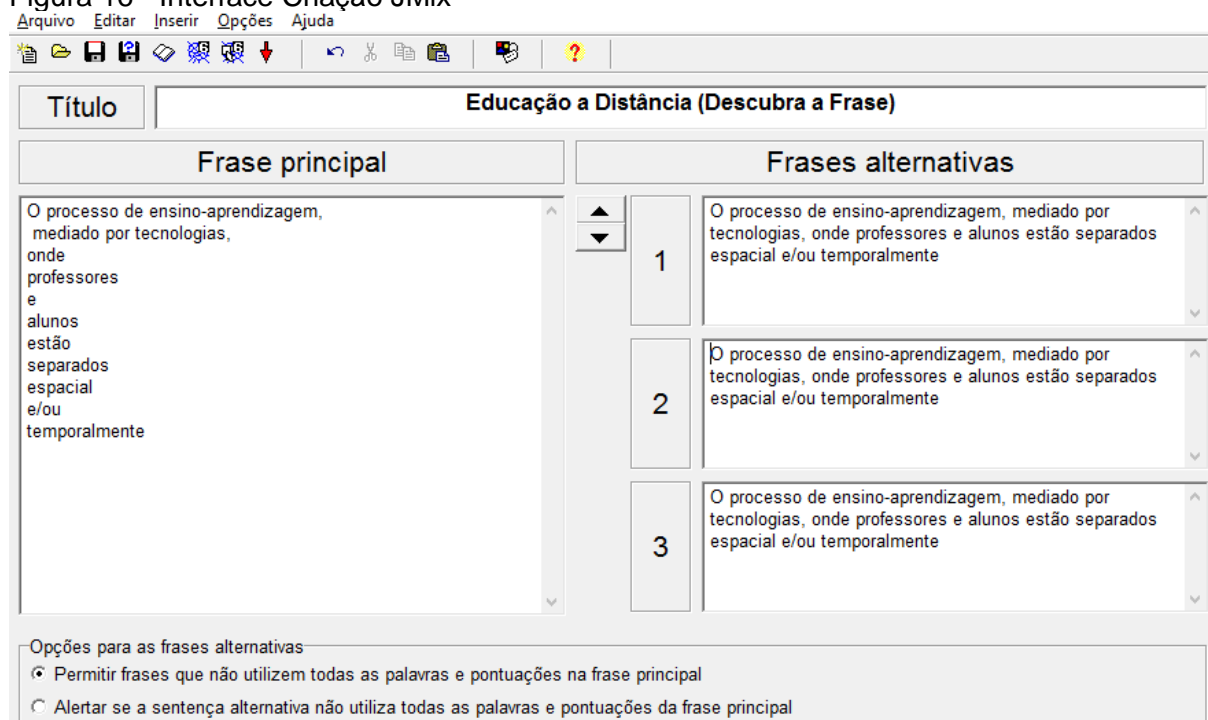 Figura 16 - Interface Criação JMix
Arquivo Editar Inserir Opções Ajuda
Título
Educação a Distância (Descubra a Frase)
Frase principal
Frases alternativas
O processo de ensino-aprendizagem,
mediado por tecnologias,
onde
professores
e
alunos
estão
separados
espacial
e/ou
temporalmente
1
O processo de ensino-aprendizagem, mediado por
tecnologias, onde professores e alunos estão separados
espacial e/ou temporalmente
2
O processo de ensino-aprendizagem, mediado por
tecnologias, onde professores e alunos estão separados
espacial e/ou temporalmente
3
O processo de ensino-aprendizagem, mediado por
tecnologias, onde professores e alunos estão separados
espacial e/ou temporalmente
Opções para as frases alternativas
Permitir frases que não utilizem todas as palavras e pontuações na frase principal
Alertar se a sentença alternativa não utiliza todas as palavras e pontuações da frase principal